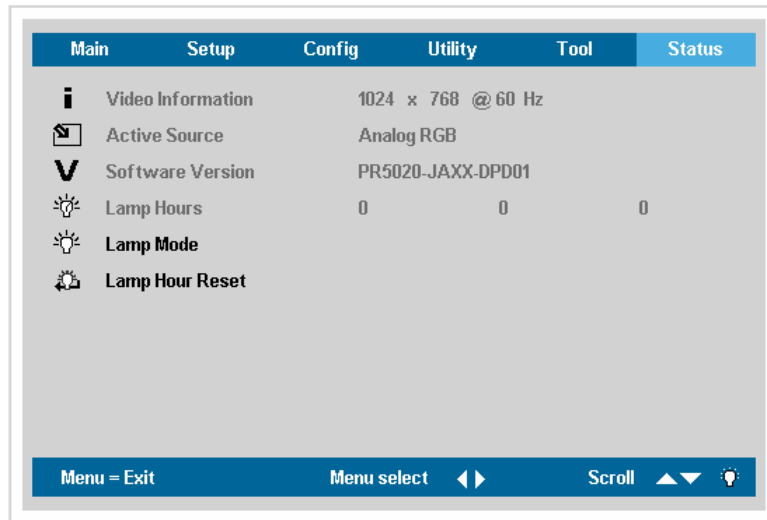 Main Setup Config Utility Tool Status
i Video Information 1024 x 768 @ 60 Hz
Active Source Analog RGB
V Software Version PR5020-JAXX-DPD01
Lamp Hours 0 0 0
Lamp Mode
Lamp Hour Reset
Menu = Exit Menu select Scroll